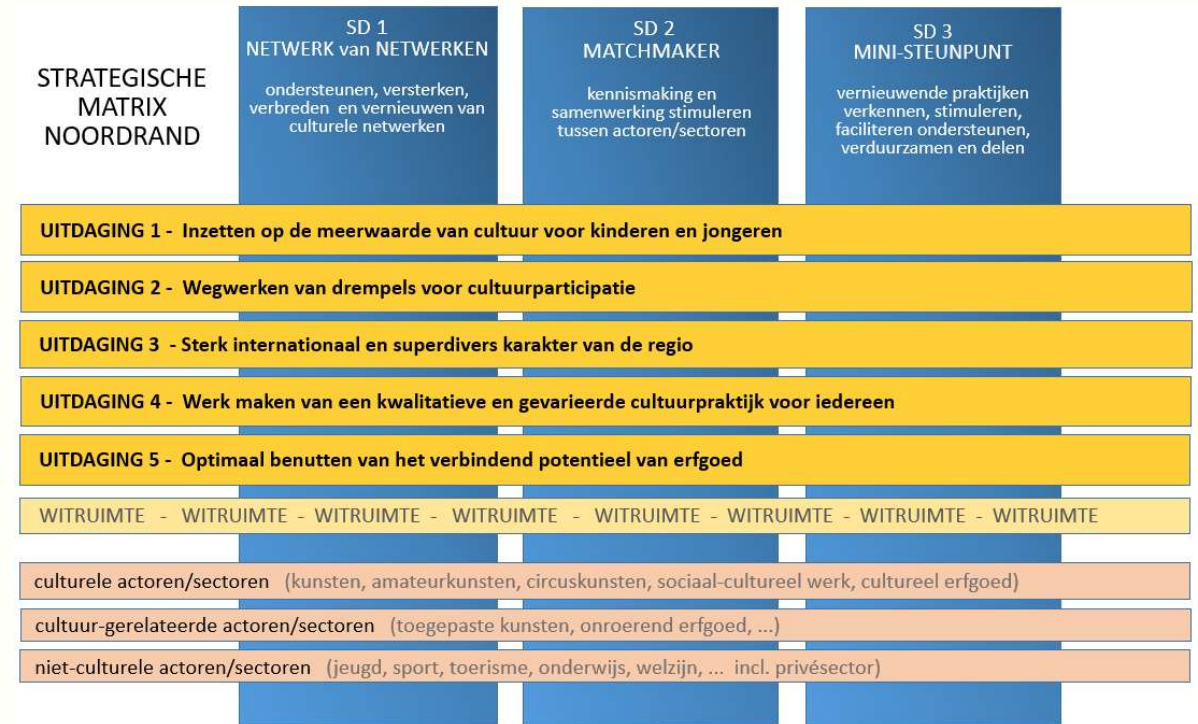 STRATEGISCHE
MATRIX
NOORDRAND
SD 1
NETWERK van NETWERKEN
ondersteunen, versterken,
verbreden en vernieuwen van
culturele netwerken
SD 2
MATCHMAKER
kennismaking en
samenwerking stimuleren
tussen actoren/sectoren
SD 3
MINI-STEUNPUNT
vernieuwende praktijken
verkennen, stimuleren,
faciliteren ondersteunen,
verduurzamen en delen
UITDAGING 1 - Inzetten op de meerwaarde van cultuur voor kinderen en jongeren
UITDAGING 2 - Wegwerken van drempels voor cultuurparticipatie
UITDAGING 3 - Sterk internationaal en superdivers karakter van de regio
UITDAGING 4 - Werk maken van een kwalitatieve en gevarieerde cultuurpraktijk voor iedereen
UITDAGING 5 - Optimaal benutten van het verbindend potentieel van erfgoed
WITRUIMTE - WITRUIMTE - WITRUIMTE - WITRUIMTE - WITRUIMTE - WITRUIMTE - WITRUIMTE - WITRUIMTE
culturele actoren/sectoren (kunsten, amateurkunsten, circuskunsten, sociaal-cultureel werk, cultureel erfgoed)
cultuur-gerelateerde actoren/sectoren (toegepaste kunsten, onroerend erfgoed, ...)
niet-culturele actoren/sectoren (jeugd, sport, toerisme, onderwijs, welzijn, ... incl. privésector)